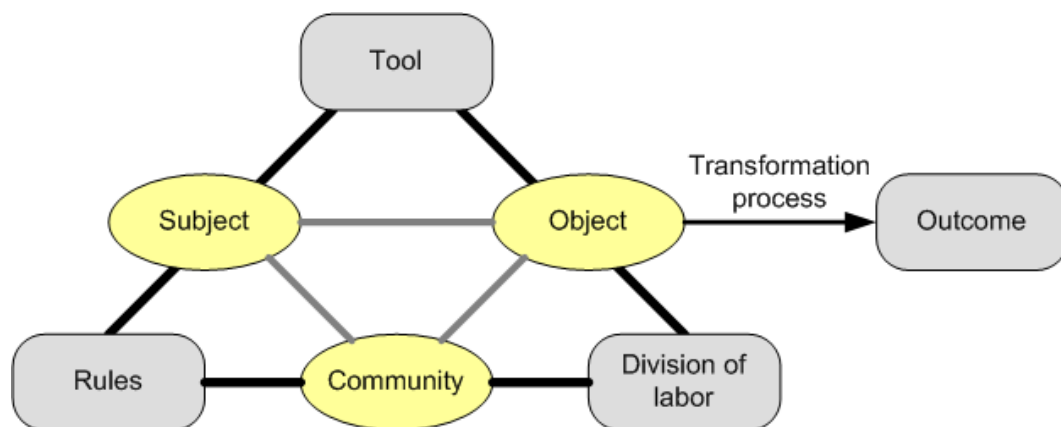 Tool
Transformation
process
Subject
Object
Outcome
Rules
Community
Division of
labor